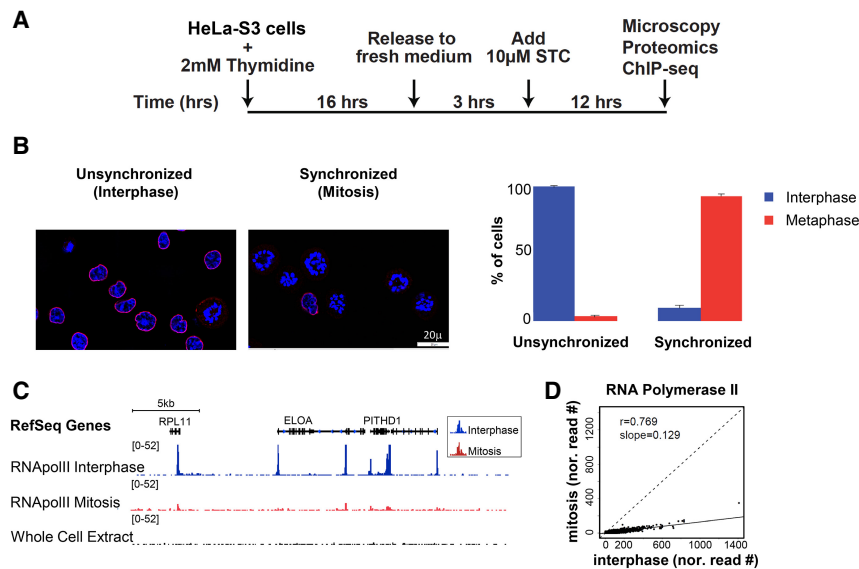 A
HeLa-S3 cells
+
2mM Thymidine
Release to
fresh medium
Add
10µM STC
Microscopy
Proteomics
ChIP-seq
Time (hrs)
16 hrs
3 hrs
12 hrs
B
Unsynchronized
(Interphase)
Synchronized
(Mitosis)
20µ
% of cells
100
50
0
Unsynchronized
Synchronized
Interphase
Metaphase
C
5kb
RefSeq Genes
RPL11
ELOA
PITHD1
Interphase
Mitosis
[0-52]
RNApolII Interphase
[0-52]
RNApolII Mitosis
[0-52]
Whole Cell Extract
D
RNA Polymerase II
r=0.769
slope=0.129
mitosis (nor. read #)
1200
800
400
0
0 200 600 1000 1400
interphase (nor. read #)